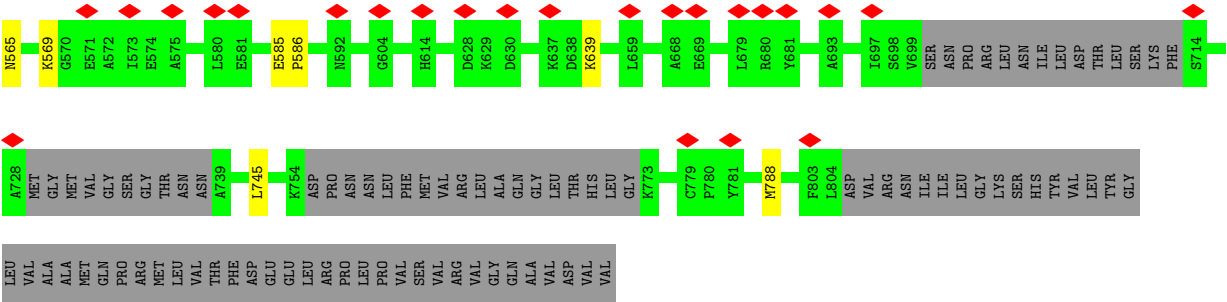 N565 K569 G570 E571 A572 I573 E574 A575 L580 E581 E585 P586 N592 G604 H614 D628 K629 D630 K637 D638 K639 L659 A668 E669 L679 R680 Y681 A693 I697 S698 V699 SER ASN PRO ARG LEU ASN ILE LEU ASP THR LEU SER LYS PHE S714
A728 MET GLY MET VAL GLY SER GLY THR ASN ASN A739 L745 K754 ASP PRO ASN ASN LEU PHE MET VAL ARG LEU ALA GLN GLY LEU THR HIS LEU GLY K773 C779 P780 Y781 M788 F803 L804 ASP VAL ARG ASN ILE ILE LEU GLY LYS SER HIS TYR VAL LEU TYR GLY
LEU VAL ALA ALA MET GLN PRO ARG MET LEU VAL THR PHE ASP GLU GLU LEU ARG PRO LEU PRO VAL SER VAL ARG VAL GLY GLN ALA VAL ASP VAL VAL